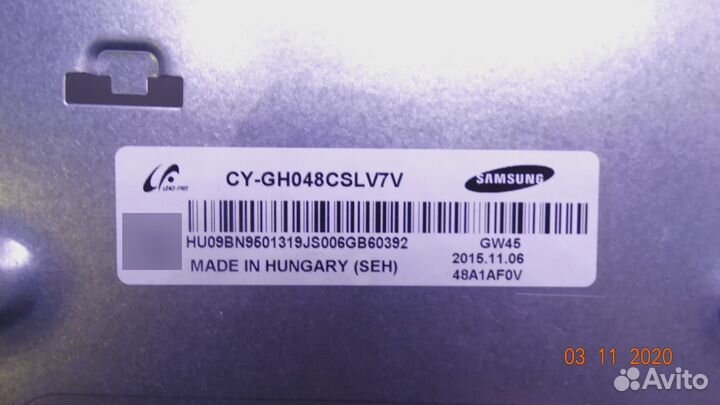 LEAD-FREE
CY-GH048CSLV7V
SAMSUNG
HU09BN9501319JS006GB60392
GW45
2015.11.06
MADE IN HUNGARY (SEH)
48A1AF0V
03 11 2020
Avito